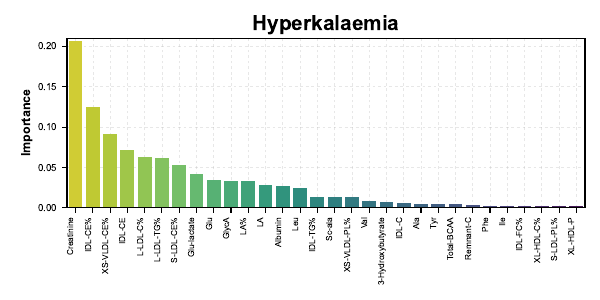 Hyperkalaemia
Importance
0.20
0.15
0.10
0.05
0.00
Creatinine
IDL-CE%
XS-VLDL-CE%
IDL-CE
L-LDL-C%
L-LDL-TG%
S-LDL-CE%
Glu-lactate
Glu
GlycA
LA%
LA
Albumin
Leu
IDL-TG%
Sc-ala
XS-VLDL-PL%
Val
3-Hydroxybutyrate
IDL-C
Ala
Tyr
Total-BCAA
Remnant-C
Phe
Ile
IDL-FC%
XL-HDL-C%
S-LDL-PL%
XL-HDL-P